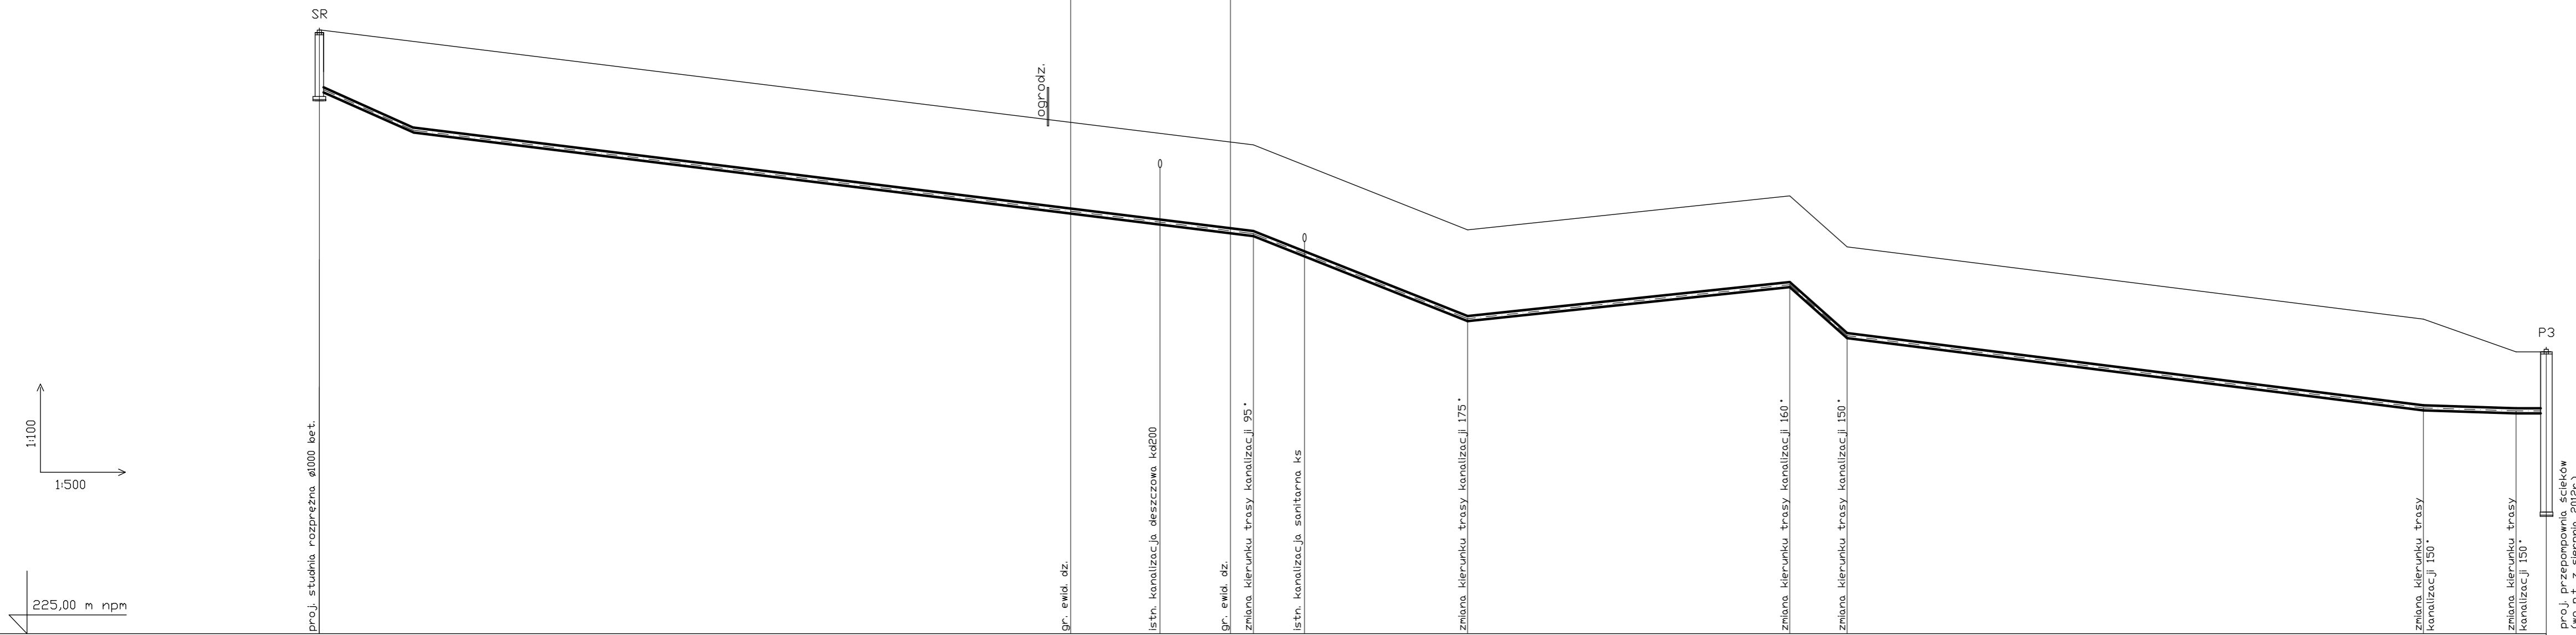 SR
ogrodz.
P3
1:100
1:500
225,00 m npm
proj. studnia rozprężna ø1000 bet.
gr. ewid. dz.
istn. kanalizacja deszczowa kd200
gr. ewid. dz.
zmiana kierunku trasy kanalizacji 95°
istn. kanalizacja sanitarna ks
zmiana kierunku trasy kanalizacji 175°
zmiana kierunku trasy kanalizacji 160°
zmiana kierunku trasy kanalizacji 150°
zmiana kierunku trasy
kanalizacji 150°
zmiana kierunku trasy
kanalizacji 150°
proj. przepompownia ścieków
z sierpnia 2012r.)